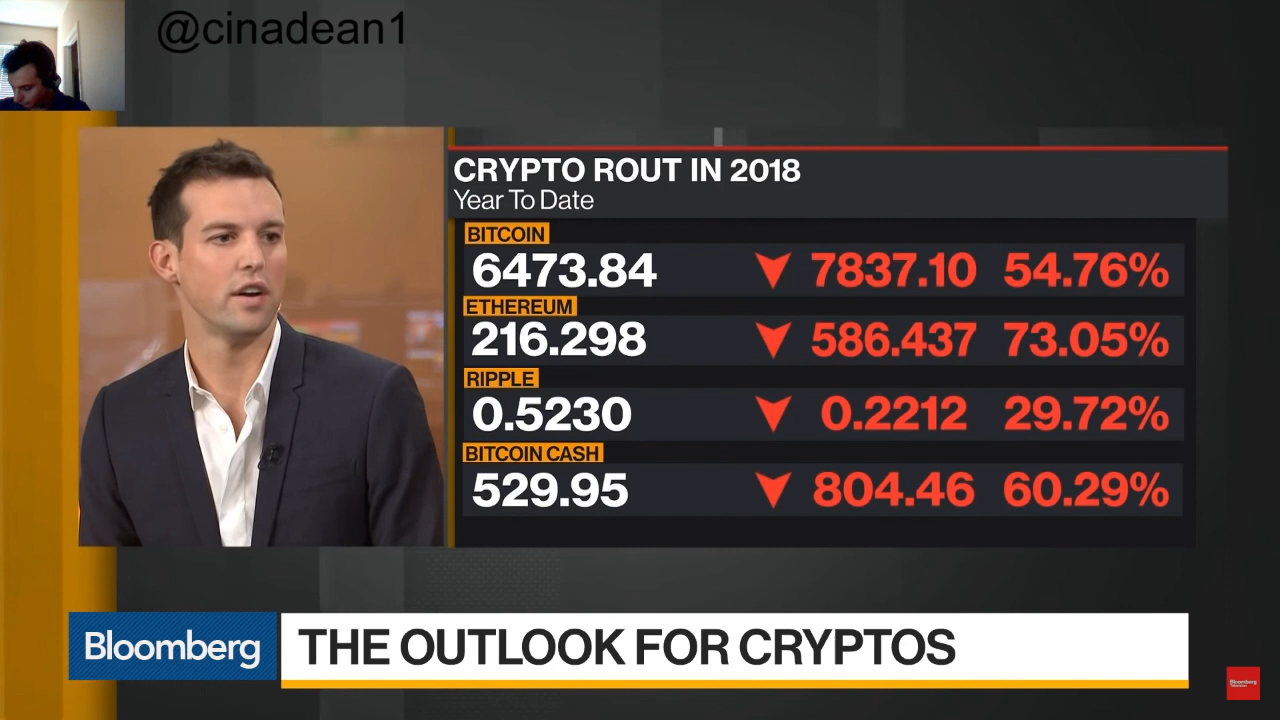 @cinadean1
CRYPTO ROUT IN 2018
Year To Date
BITCOIN
6473.84 ▼ 7837.10 54.76%
ETHEREUM
216.298 ▼ 586.437 73.05%
RIPPLE
0.5230 ▼ 0.2212 29.72%
BITCOIN CASH
529.95 ▼ 804.46 60.29%
Bloomberg THE OUTLOOK FOR CRYPTOS
Bloomberg